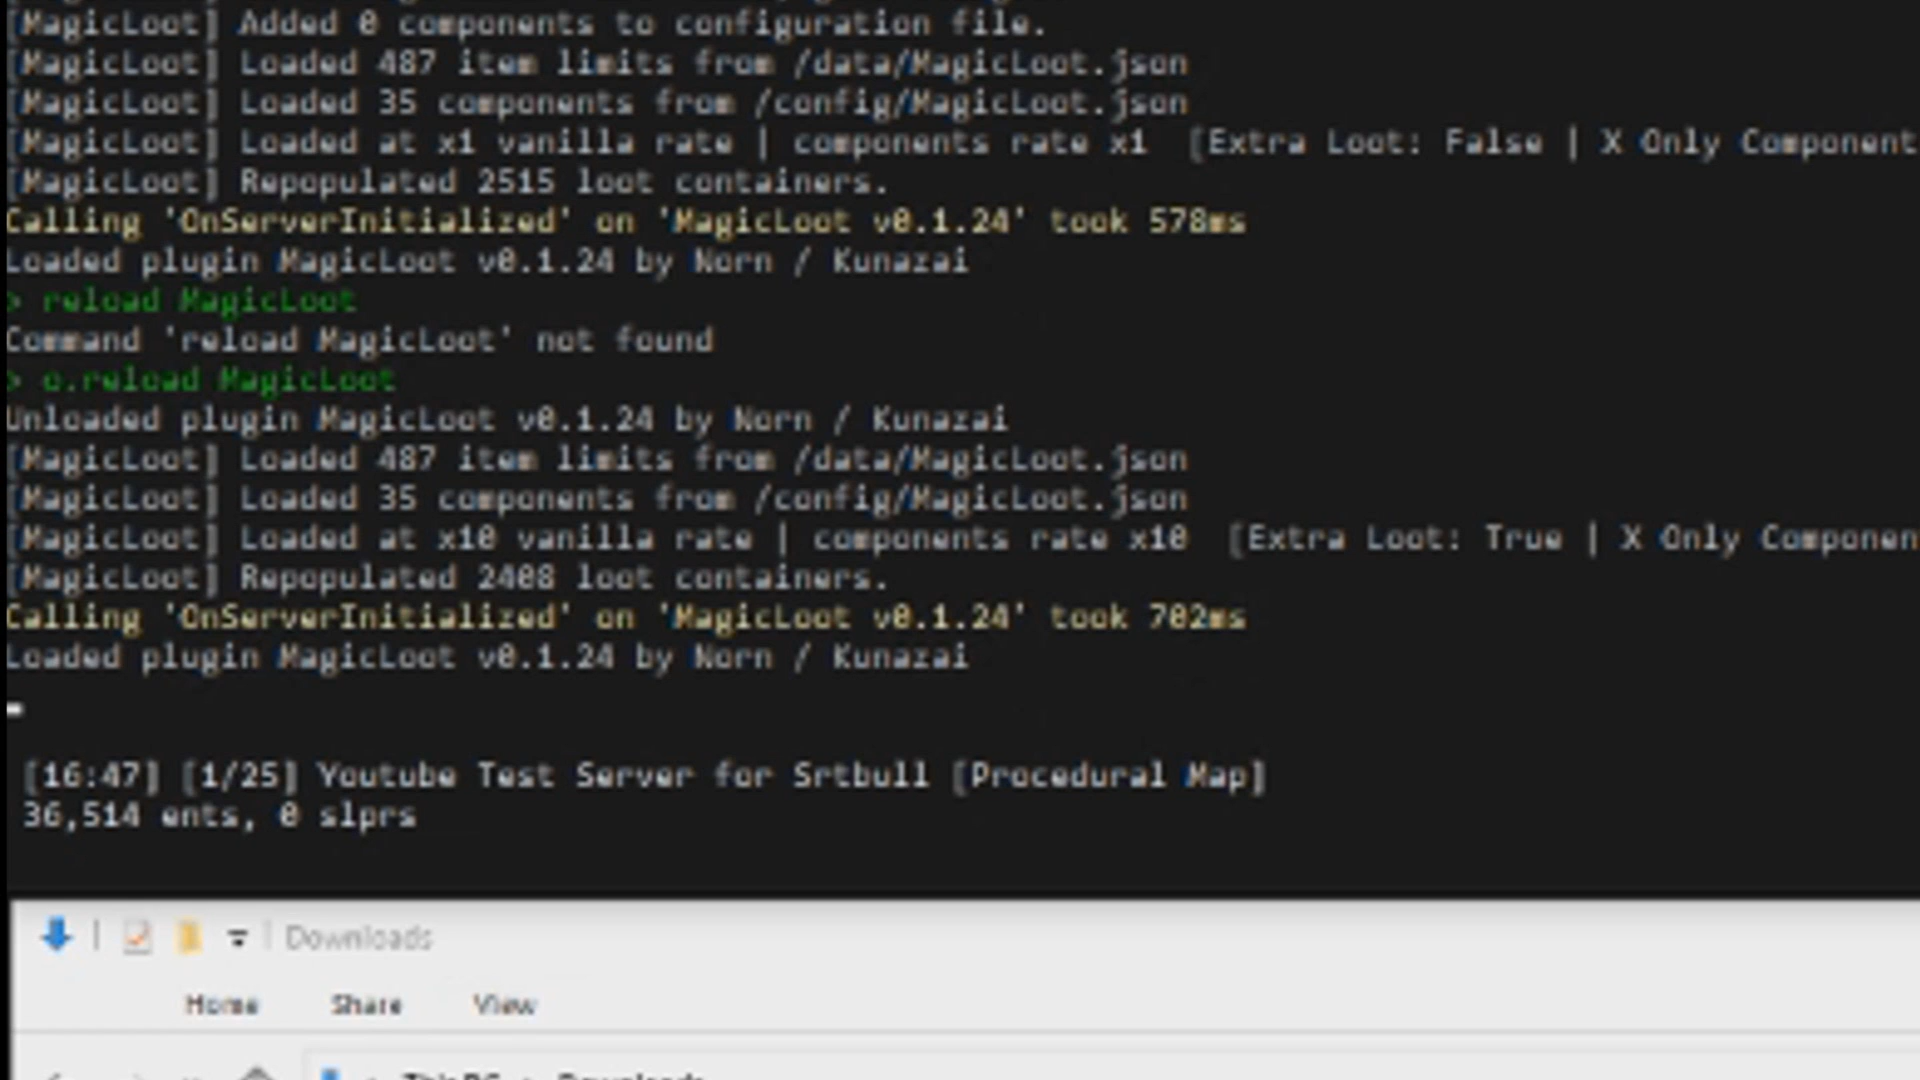 [MagicLoot] Added 0 components to configuration file.
[MagicLoot] Loaded 487 item limits from /data/MagicLoot.json
[MagicLoot] Loaded 35 components from /config/MagicLoot.json
[MagicLoot] Loaded at x1 vanilla rate | components rate x1  [Extra Loot: False | X Only Component
[MagicLoot] Repopulated 2515 loot containers.
Calling 'OnServerInitialized' on 'MagicLoot v0.1.24' took 578ms
Loaded plugin MagicLoot v0.1.24 by Norn / Kunazai
> reload MagicLoot
Command 'reload MagicLoot' not found
> o.reload MagicLoot
Unloaded plugin MagicLoot v0.1.24 by Norn / Kunazai
[MagicLoot] Loaded 487 item limits from /data/MagicLoot.json
[MagicLoot] Loaded 35 components from /config/MagicLoot.json
[MagicLoot] Loaded at x10 vanilla rate | components rate x10  [Extra Loot: True | X Only Componen
[MagicLoot] Repopulated 2408 loot containers.
Calling 'OnServerInitialized' on 'MagicLoot v0.1.24' took 702ms
Loaded plugin MagicLoot v0.1.24 by Norn / Kunazai
[16:47] [1/25] Youtube Test Server for Srtbull [Procedural Map]
36,514 ents, 0 slprs
Downloads
Home Share View
This PC Downloads